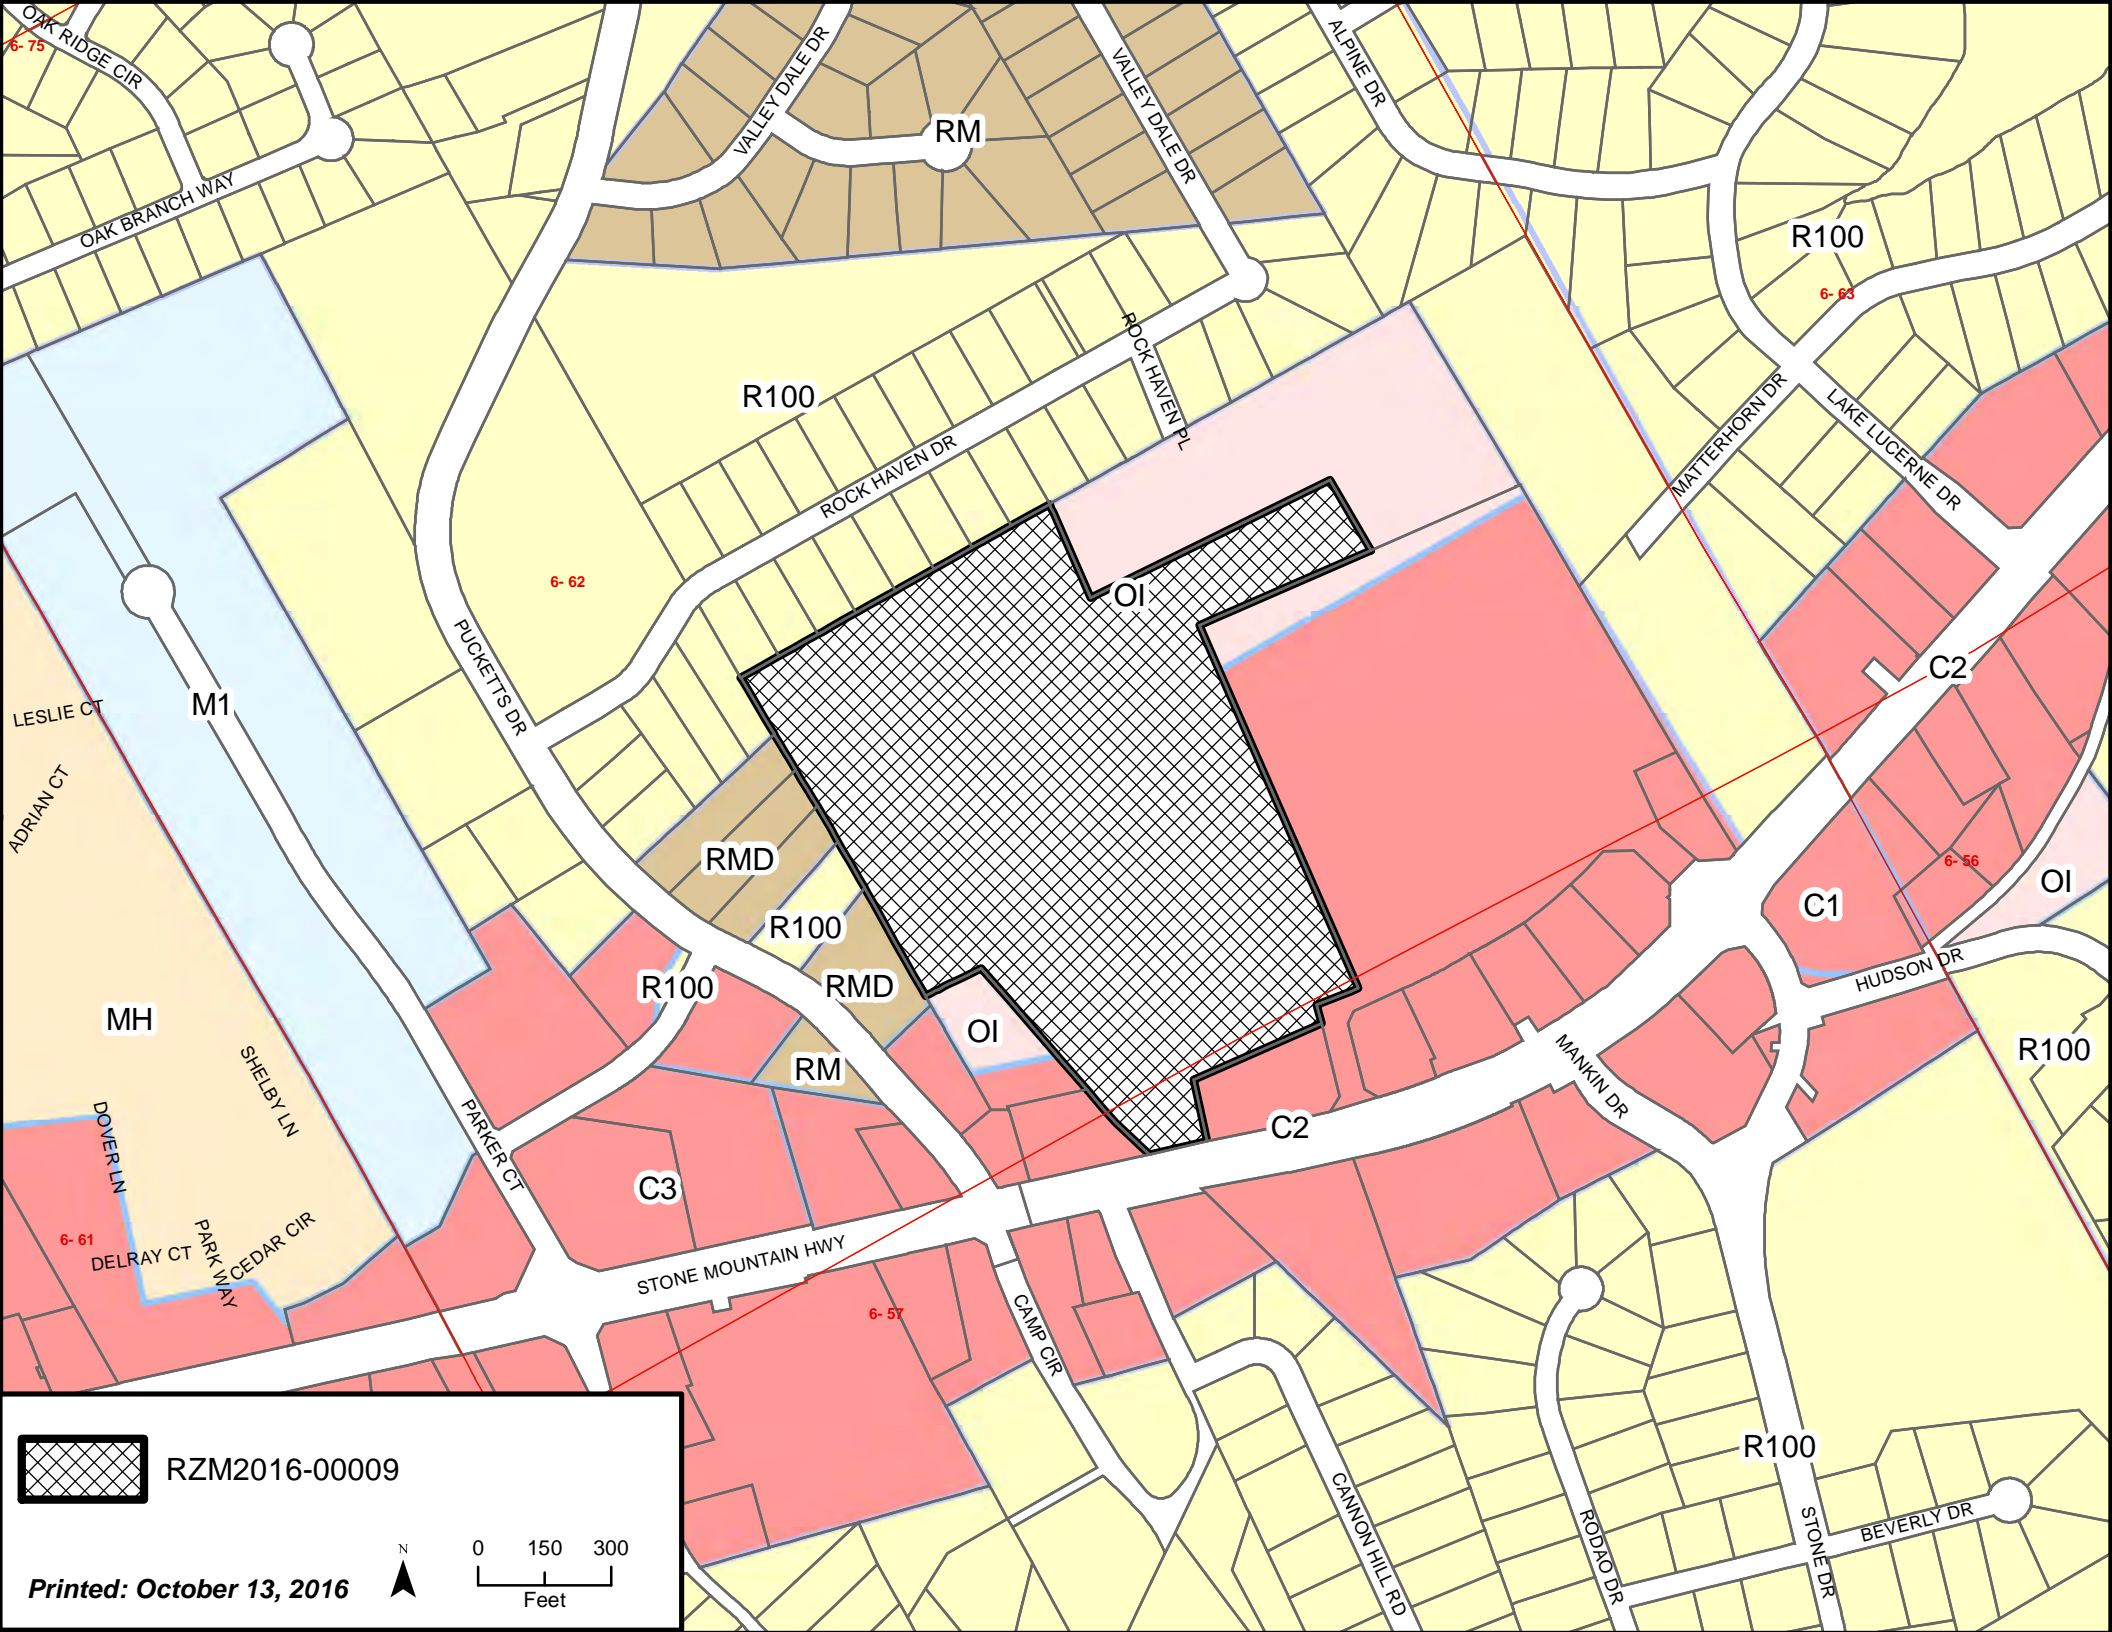 OAK RIDGE CIR
6- 75
OAK BRANCH WAY
VALLEY DALE DR
RM
VALLEY DALE DR
ALPINE DR
R100
6- 63
ROCK HAVEN PL
R100
ROCK HAVEN DR
MATTERHORN DR
LAKE LUCERNE DR
6- 62
OI
PUCKETTS DR
C2
M1
LESLIE CT
ADRIAN CT
RMD
R100
RMD
R100
RM
OI
6- 56
C1
OI
HUDSON DR
R100
MH
SHELBY LN
DOVER LN
PARKER CT
MANKIN DR
C2
C3
6- 61
DELRAY CT
PARK WAY
CEDAR CIR
STONE MOUNTAIN HWY
6- 57
CAMP CIR
CANNON HILL RD
RODAO DR
R100
STONE DR
BEVERLY DR
RZM2016-00009
N
0 150 300
Feet
Printed: October 13, 2016